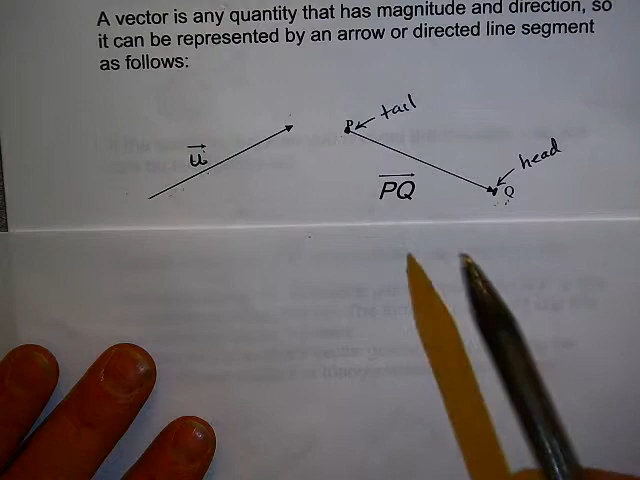 A vector is any quantity that has magnitude and direction, so
it can be represented by an arrow or directed line segment
as follows:
P tail
u
head
PQ
Q